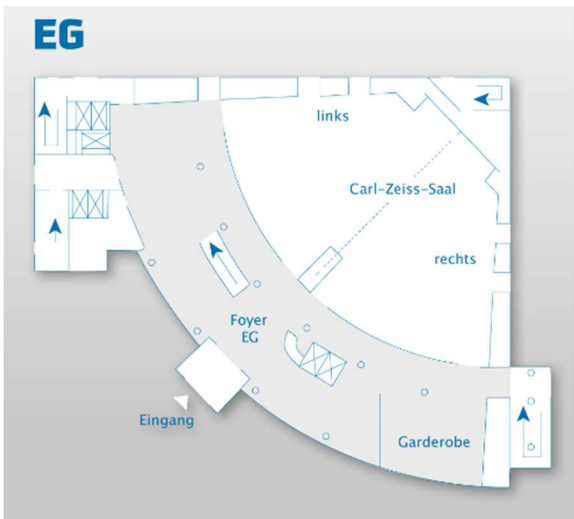 EG
links
Carl-Zeiss-Saal
rechts
Foyer
EG
Eingang
Garderobe